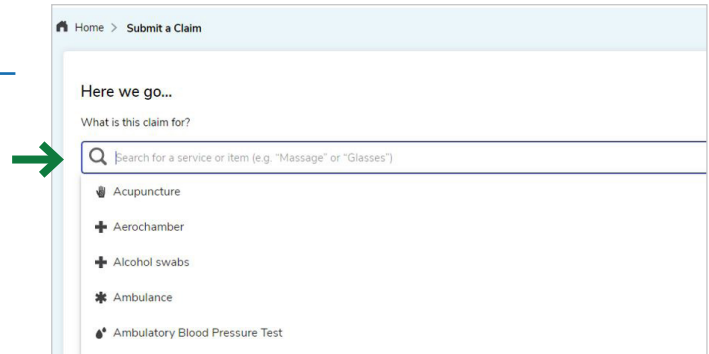 Home > Submit a Claim
Here we go...
What is this claim for?
Search for a service or item (e.g. "Massage" or "Glasses")
Acupuncture
Aerochamber
Alcohol swabs
Ambulance
Ambulatory Blood Pressure Test